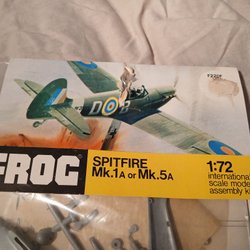 D B
FROG
SPITFIRE
Mk.1A or Mk.5A
1:72
international
scale model
assembly k